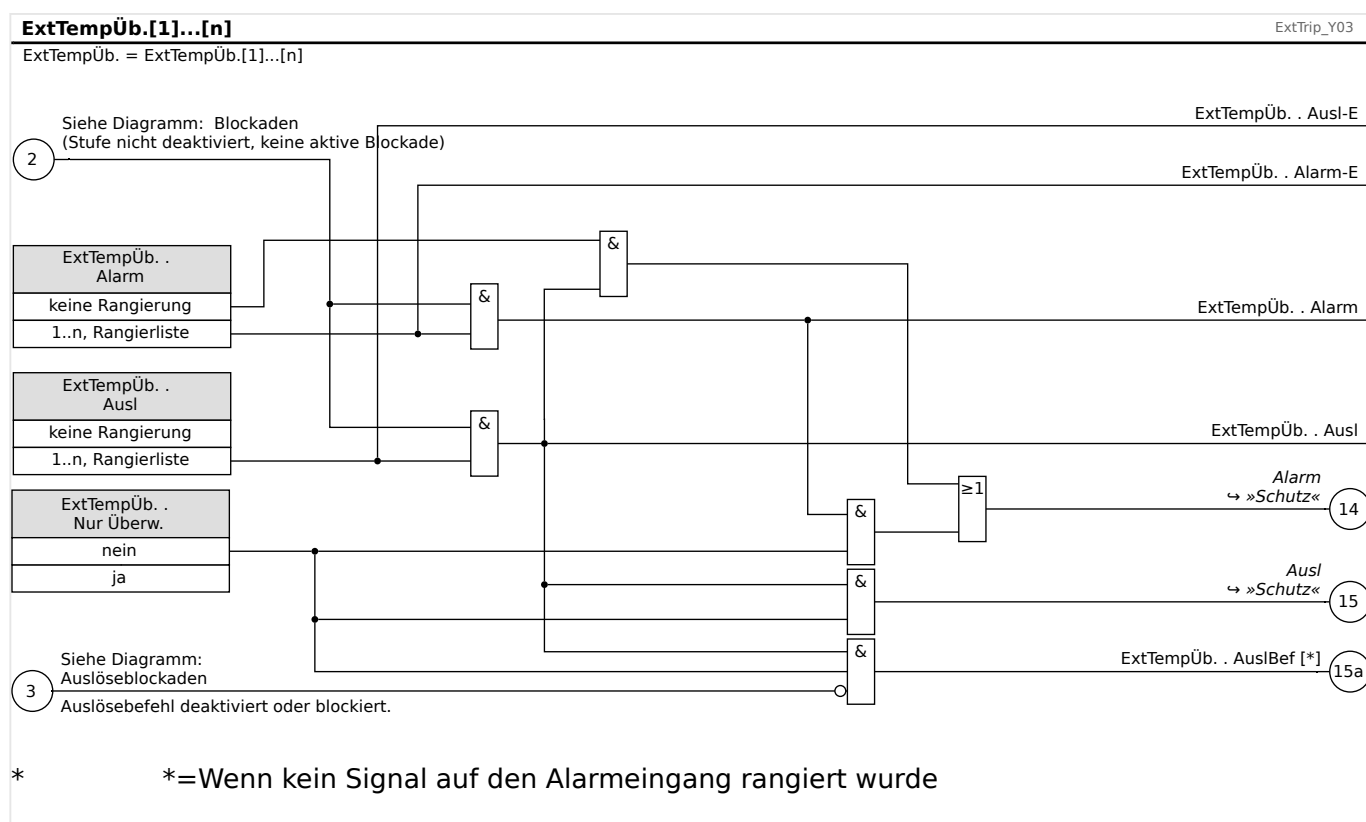 ExtTempÜb.[1]...[n]
ExtTrip_Y03
ExtTempÜb. = ExtTempÜb.[1]...[n]
Siehe Diagramm: Blockaden
(Stufe nicht deaktiviert, keine aktive Blockade)
2
ExtTempÜb. . Ausl-E
ExtTempÜb. . Alarm-E
ExtTempÜb. .
Alarm
keine Rangierung
1..n, Rangierliste
&
&
ExtTempÜb. . Alarm
ExtTempÜb. .
Ausl
keine Rangierung
1..n, Rangierliste
&
ExtTempÜb. . Ausl
ExtTempÜb. .
Nur Überw.
nein
ja
&
≥1
Alarm
↪ »Schutz«
14
&
Ausl
↪ »Schutz«
15
Siehe Diagramm:
Auslöseblockaden
3
Auslösebefehl deaktiviert oder blockiert.
&
ExtTempÜb. . AuslBef [*]
15a
* *=Wenn kein Signal auf den Alarmeingang rangiert wurde